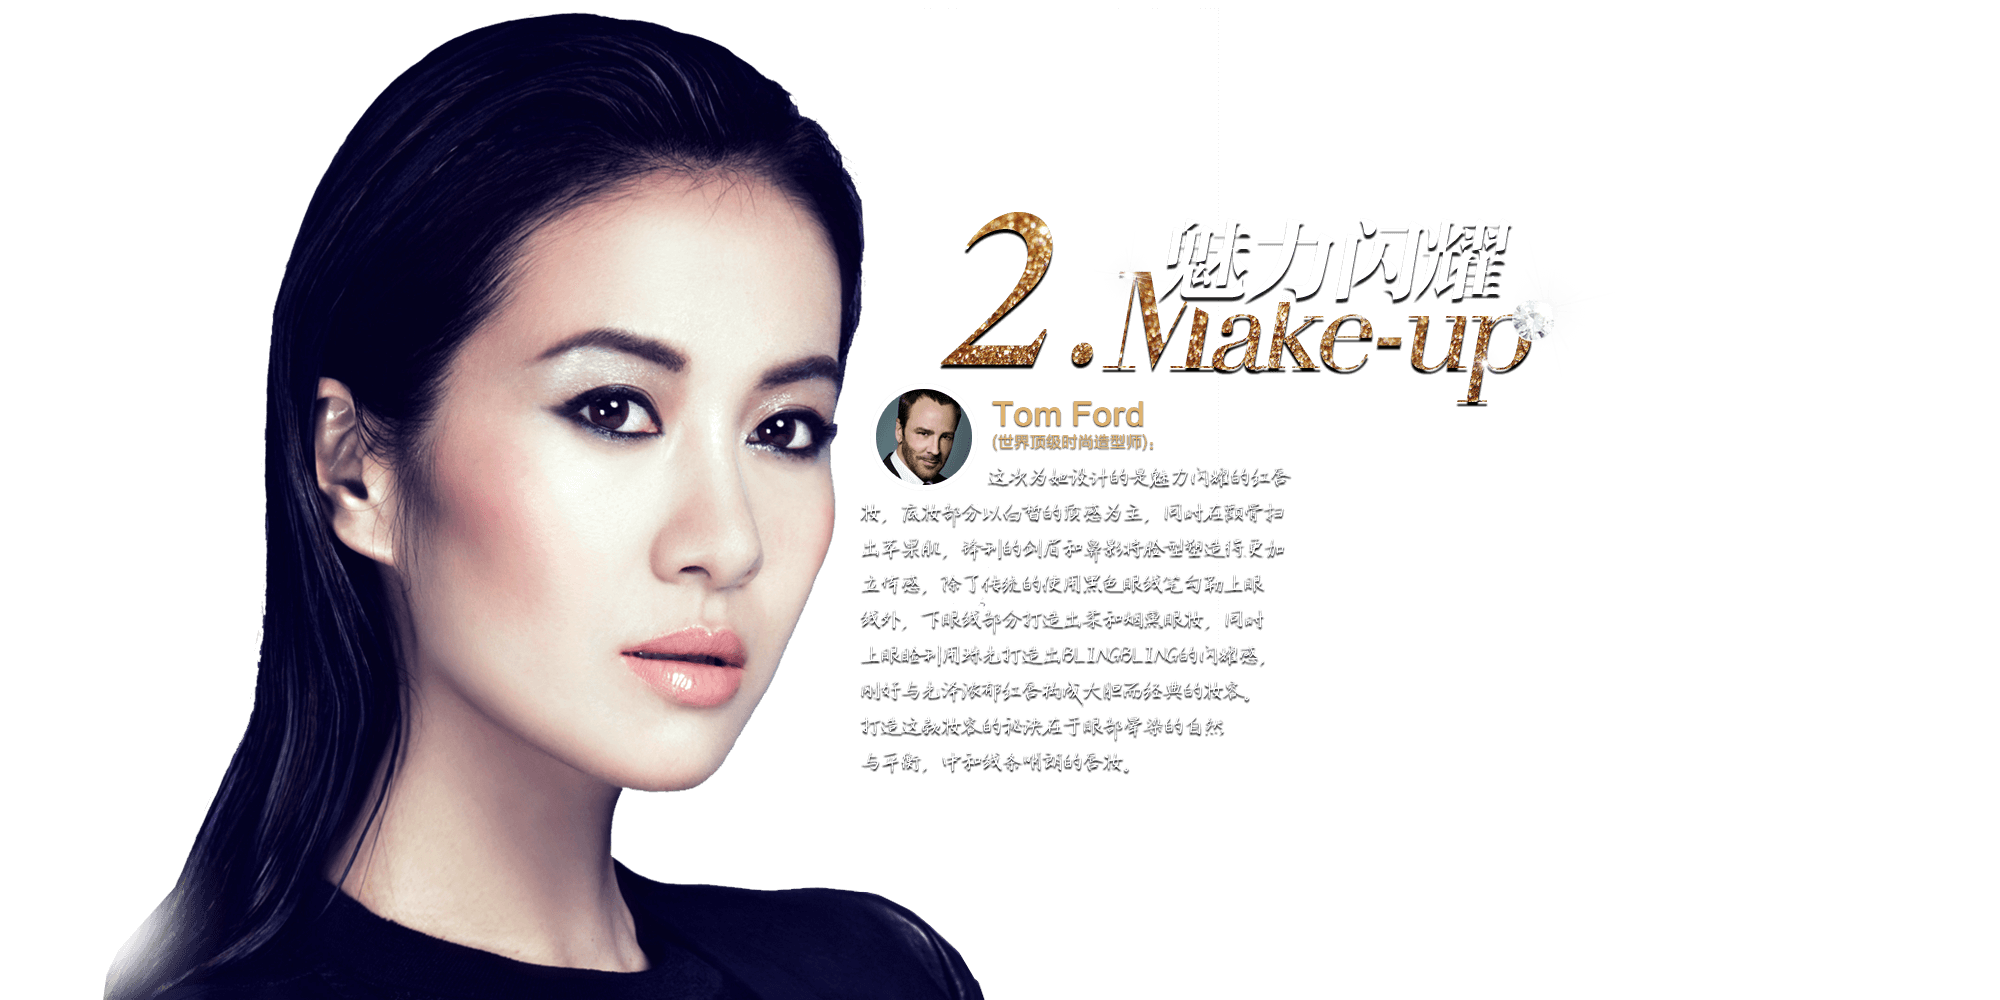 2.
魅力闪耀
Make-up
Tom Ford
(世界顶级时尚造型师):
这次为她设计的是魅力闪耀的红唇
妆，底妆部分以白皙的质感为主，同时在颧骨扫
出苹果肌，锋利的剑眉和鼻影将脸型塑造得更加
立体感，除了传统的使用黑色眼线笔勾勒上眼
线外，下眼线部分打造出柔和烟熏眼妆，同时
上眼睑利用珠光打造出BLINGBLING的闪耀感，
刚好与光泽浓郁红唇构成大胆而经典的妆容。
打造这款妆容的秘诀在于眼部晕染的自然
与平衡，中和线条明朗的唇妆。